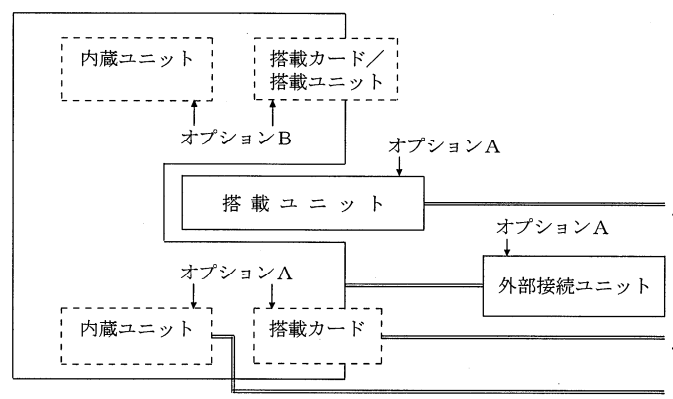 内蔵ユニット
搭載カード／
搭載ユニット
オプションB
オプションA
搭載ユニット
オプションA
外部接続ユニット
オプションA
内蔵ユニット
搭載カード